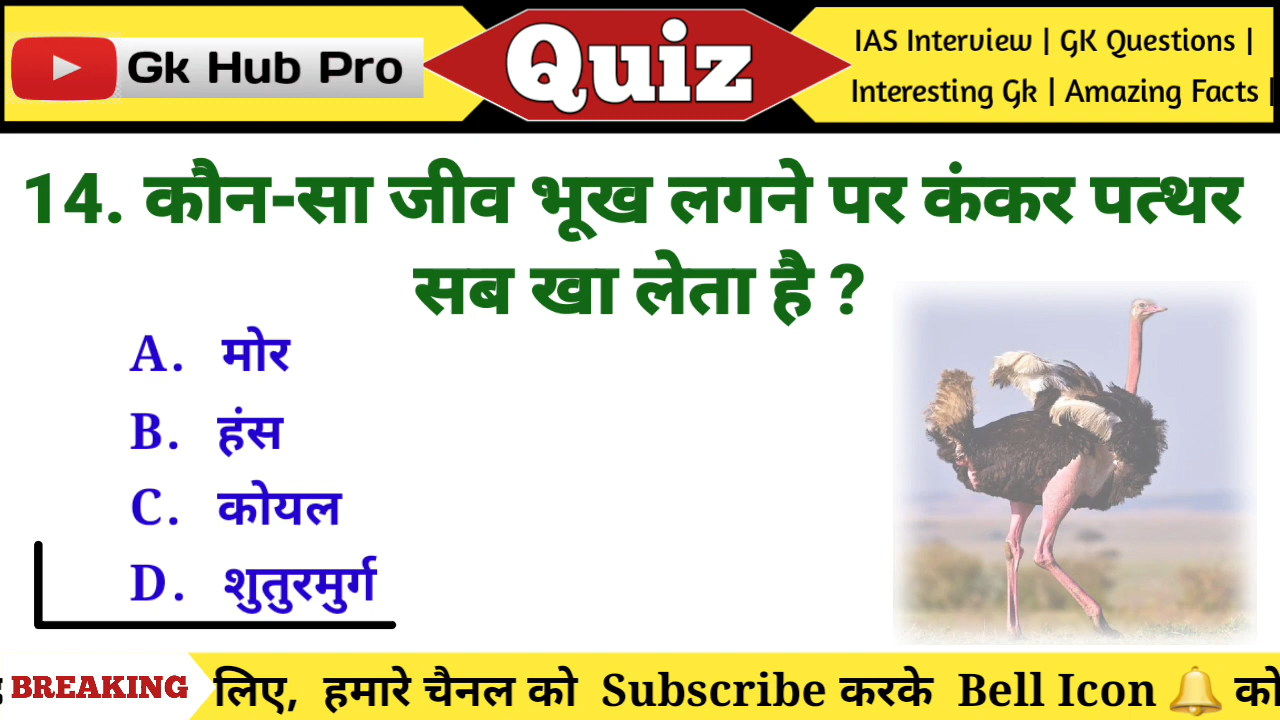 Gk Hub Pro
Quiz
IAS Interview | GK Questions |
Interesting Gk | Amazing Facts |
14. कौन-सा जीव भूख लगने पर कंकर पत्थर
सब खा लेता है ?
A. मोर
B. हंस
C. कोयल
D. शुतुरमुर्ग
BREAKING लिए, हमारे चैनल को Subscribe करके Bell Icon 🔔 को